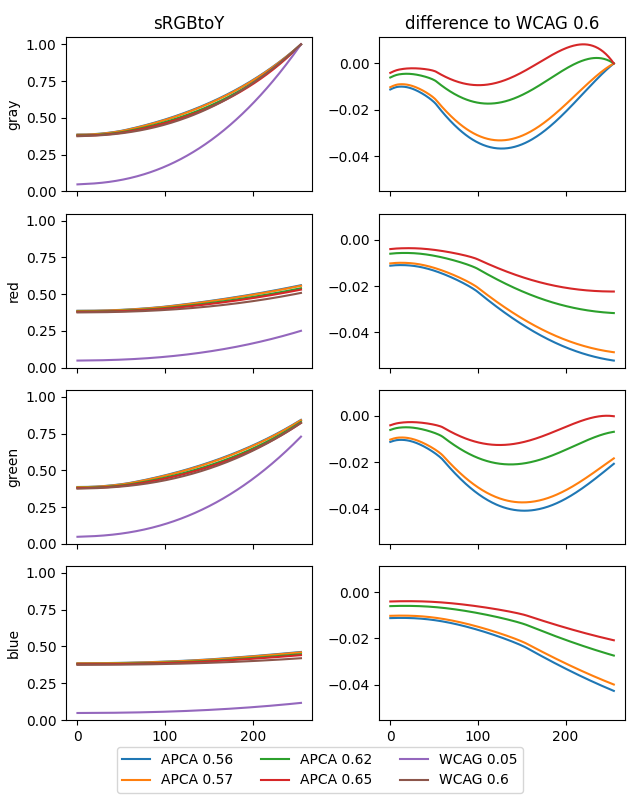 sRGBtoY difference to WCAG 0.6
gray 1.00 0.75 0.50 0.25 0.00 0.00 −0.02 −0.04
red 1.00 0.75 0.50 0.25 0.00 0.00 −0.02 −0.04
green 1.00 0.75 0.50 0.25 0.00 0.00 −0.02 −0.04
blue 1.00 0.75 0.50 0.25 0.00 0.00 −0.02 −0.04
0 200 0 100 200
APCA 0.56 APCA 0.62 WCAG 0.05
APCA 0.57 APCA 0.65 WCAG 0.6